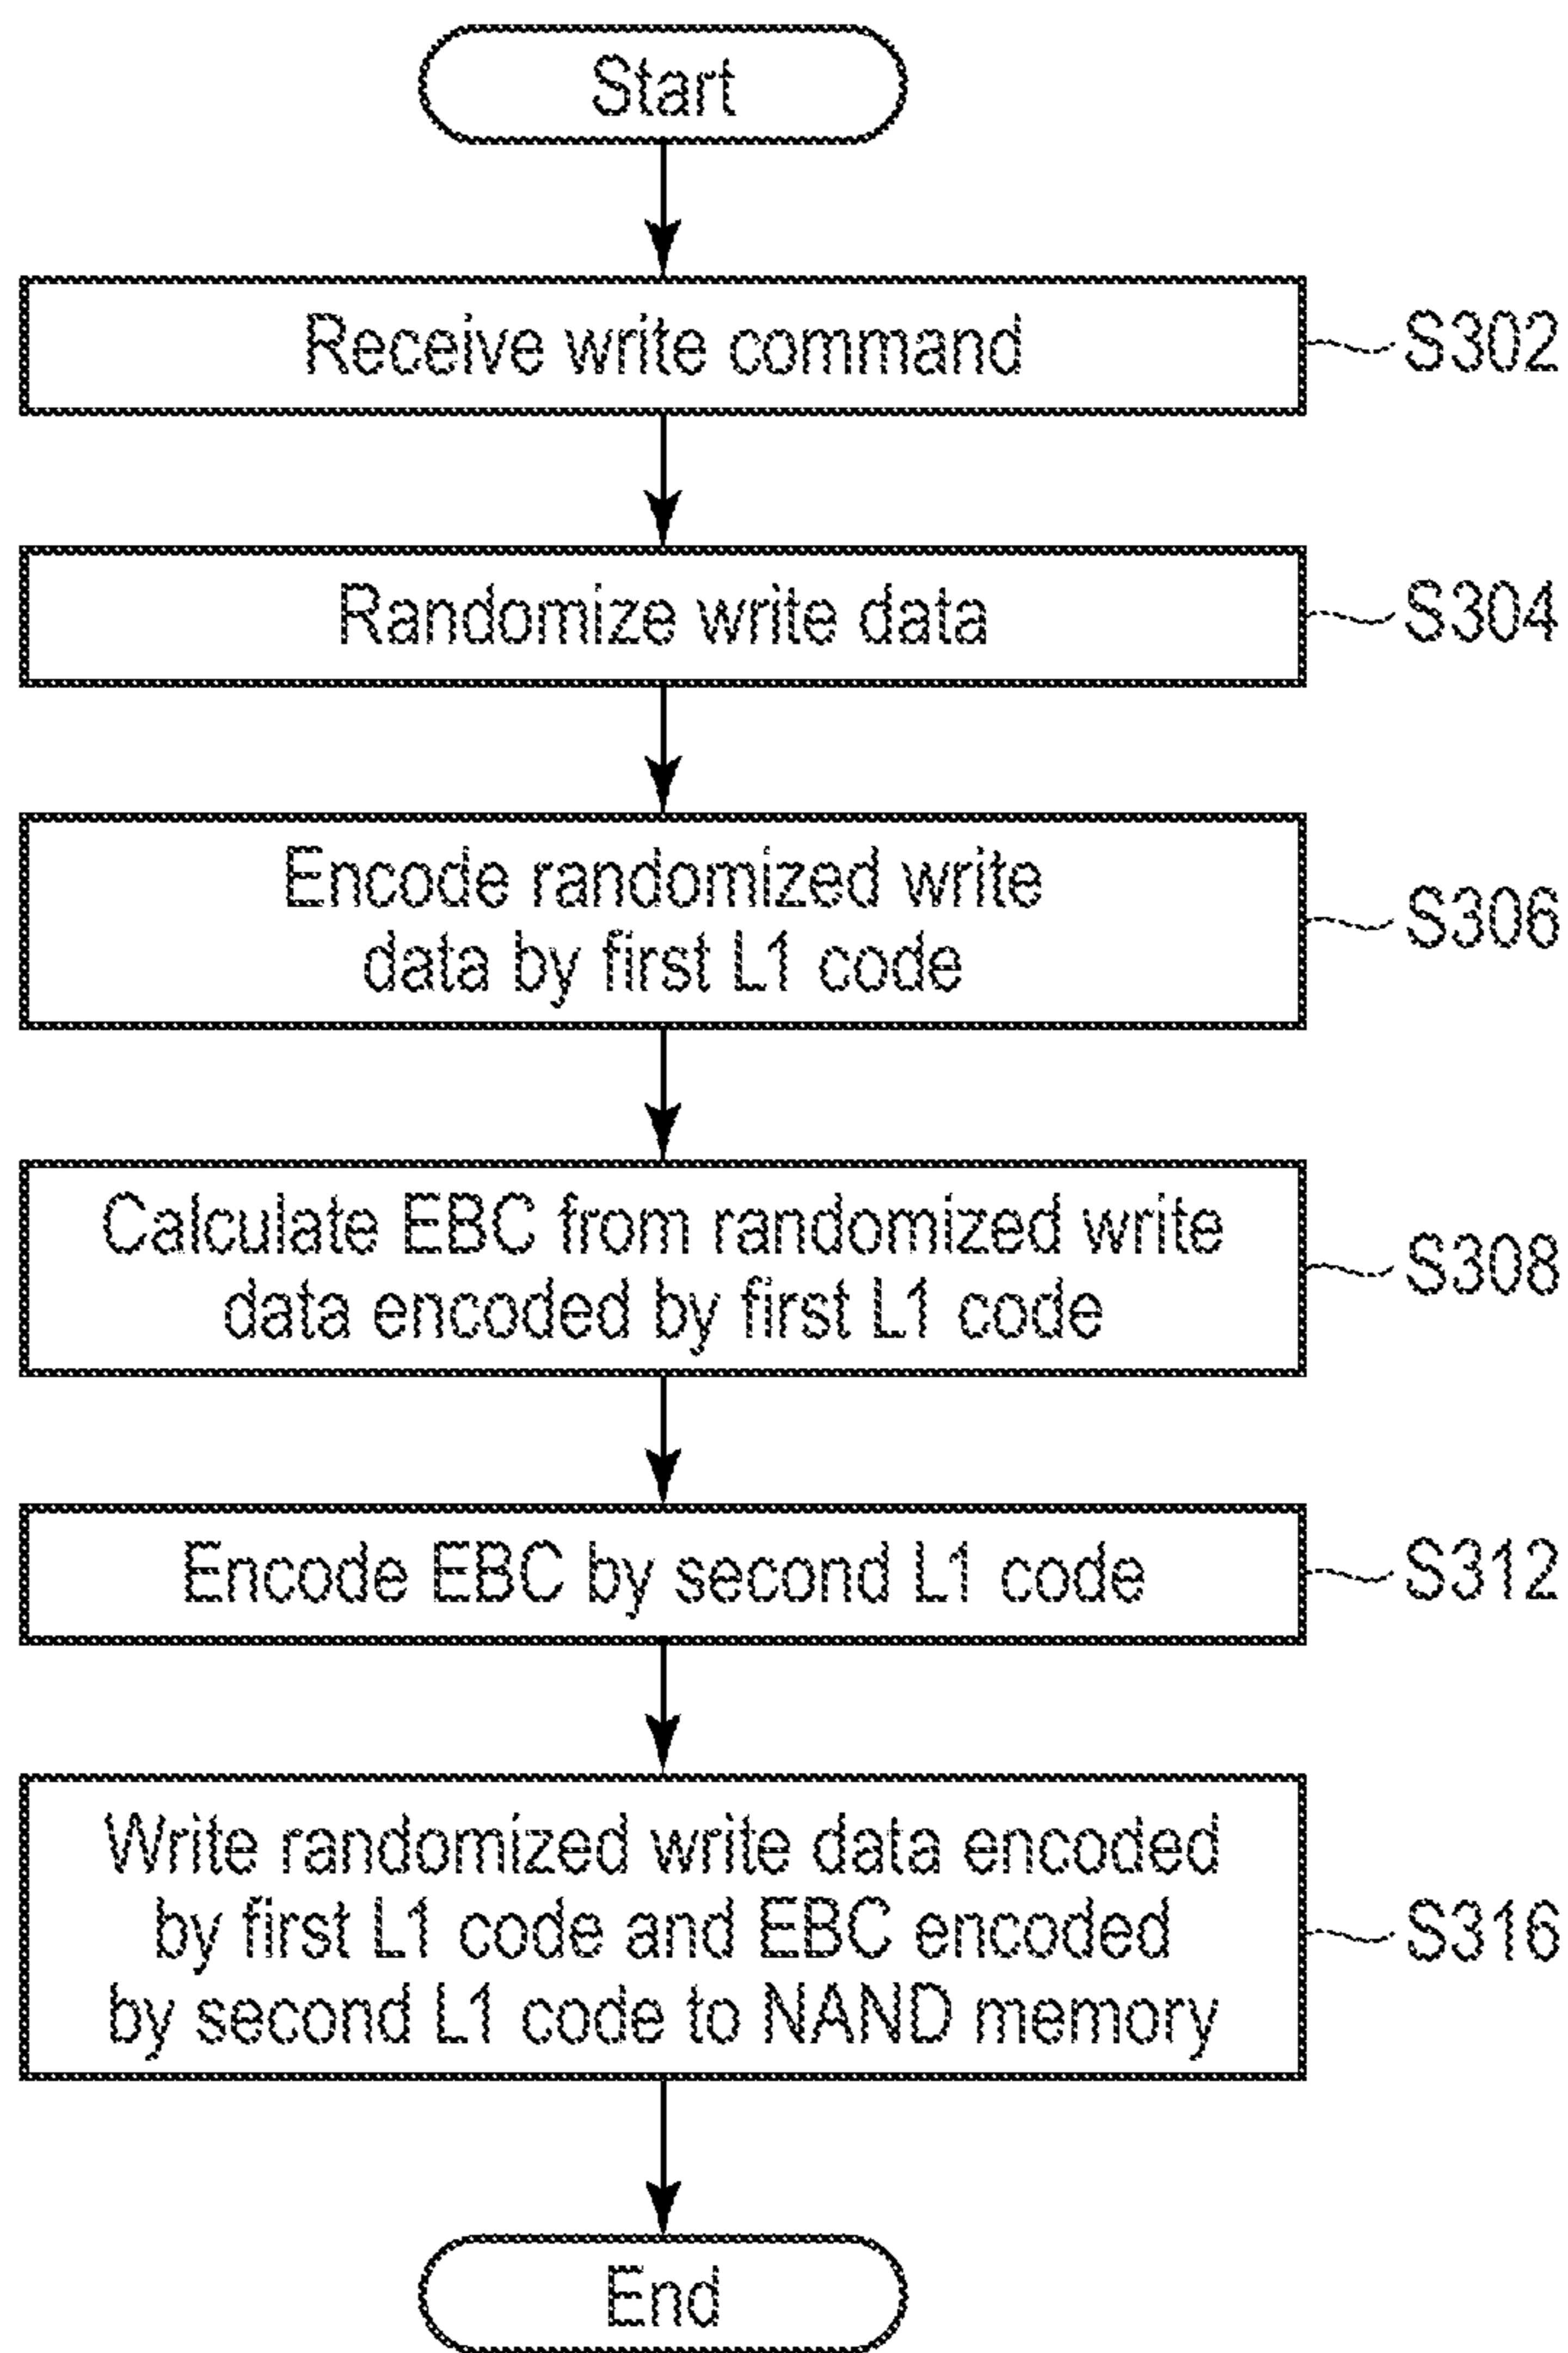 Start
Receive write command
S302
Randomize write data
S304
Encode randomized write
data by first L1 code
S306
Calculate EBC from randomized write
data encoded by first L1 code
S308
Encode EBC by second L1 code
S312
Write randomized write data encoded
by first L1 code and EBC encoded
by second L1 code to NAND memory
S316
End